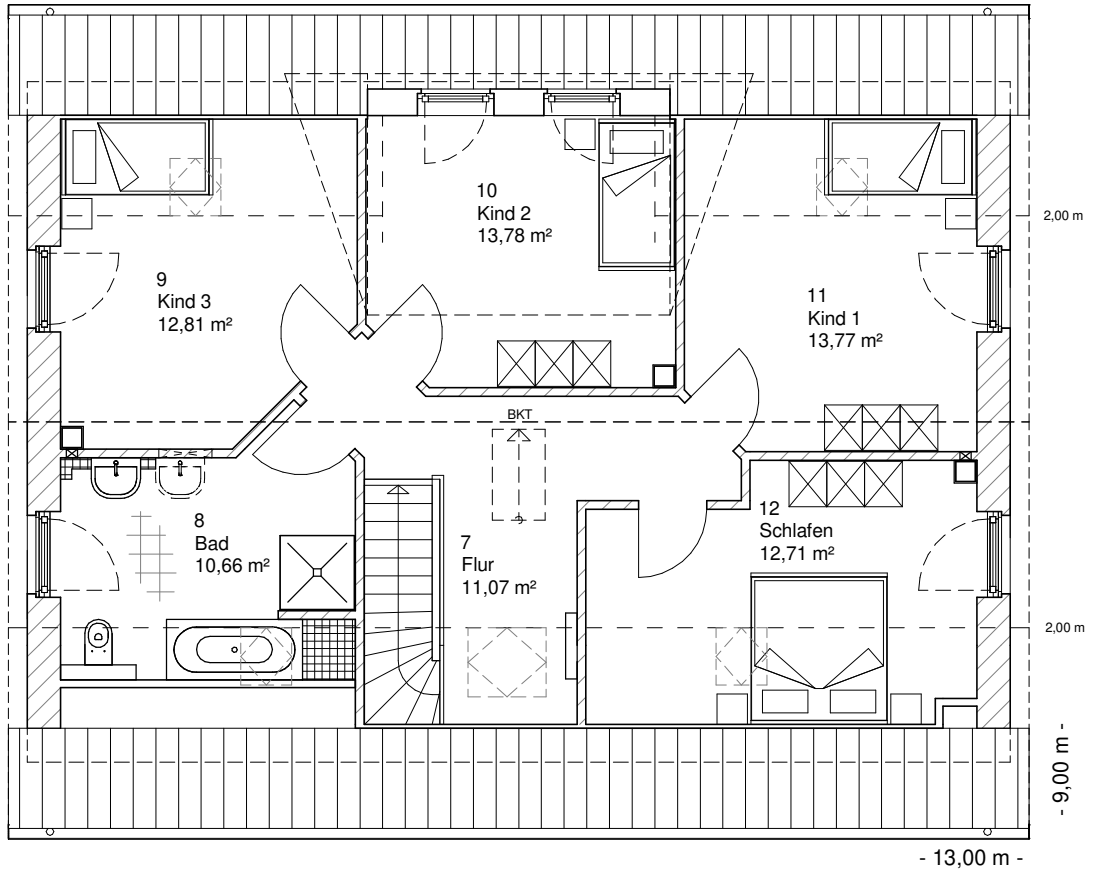 10
Kind 2
13,78 m²
2,00 m
9
Kind 3
12,81 m²
11
Kind 1
13,77 m²
BKT
8
Bad
10,66 m²
7
Flur
11,07 m²
12
Schlafen
12,71 m²
2,00 m
- 9,00 m -
- 13,00 m -